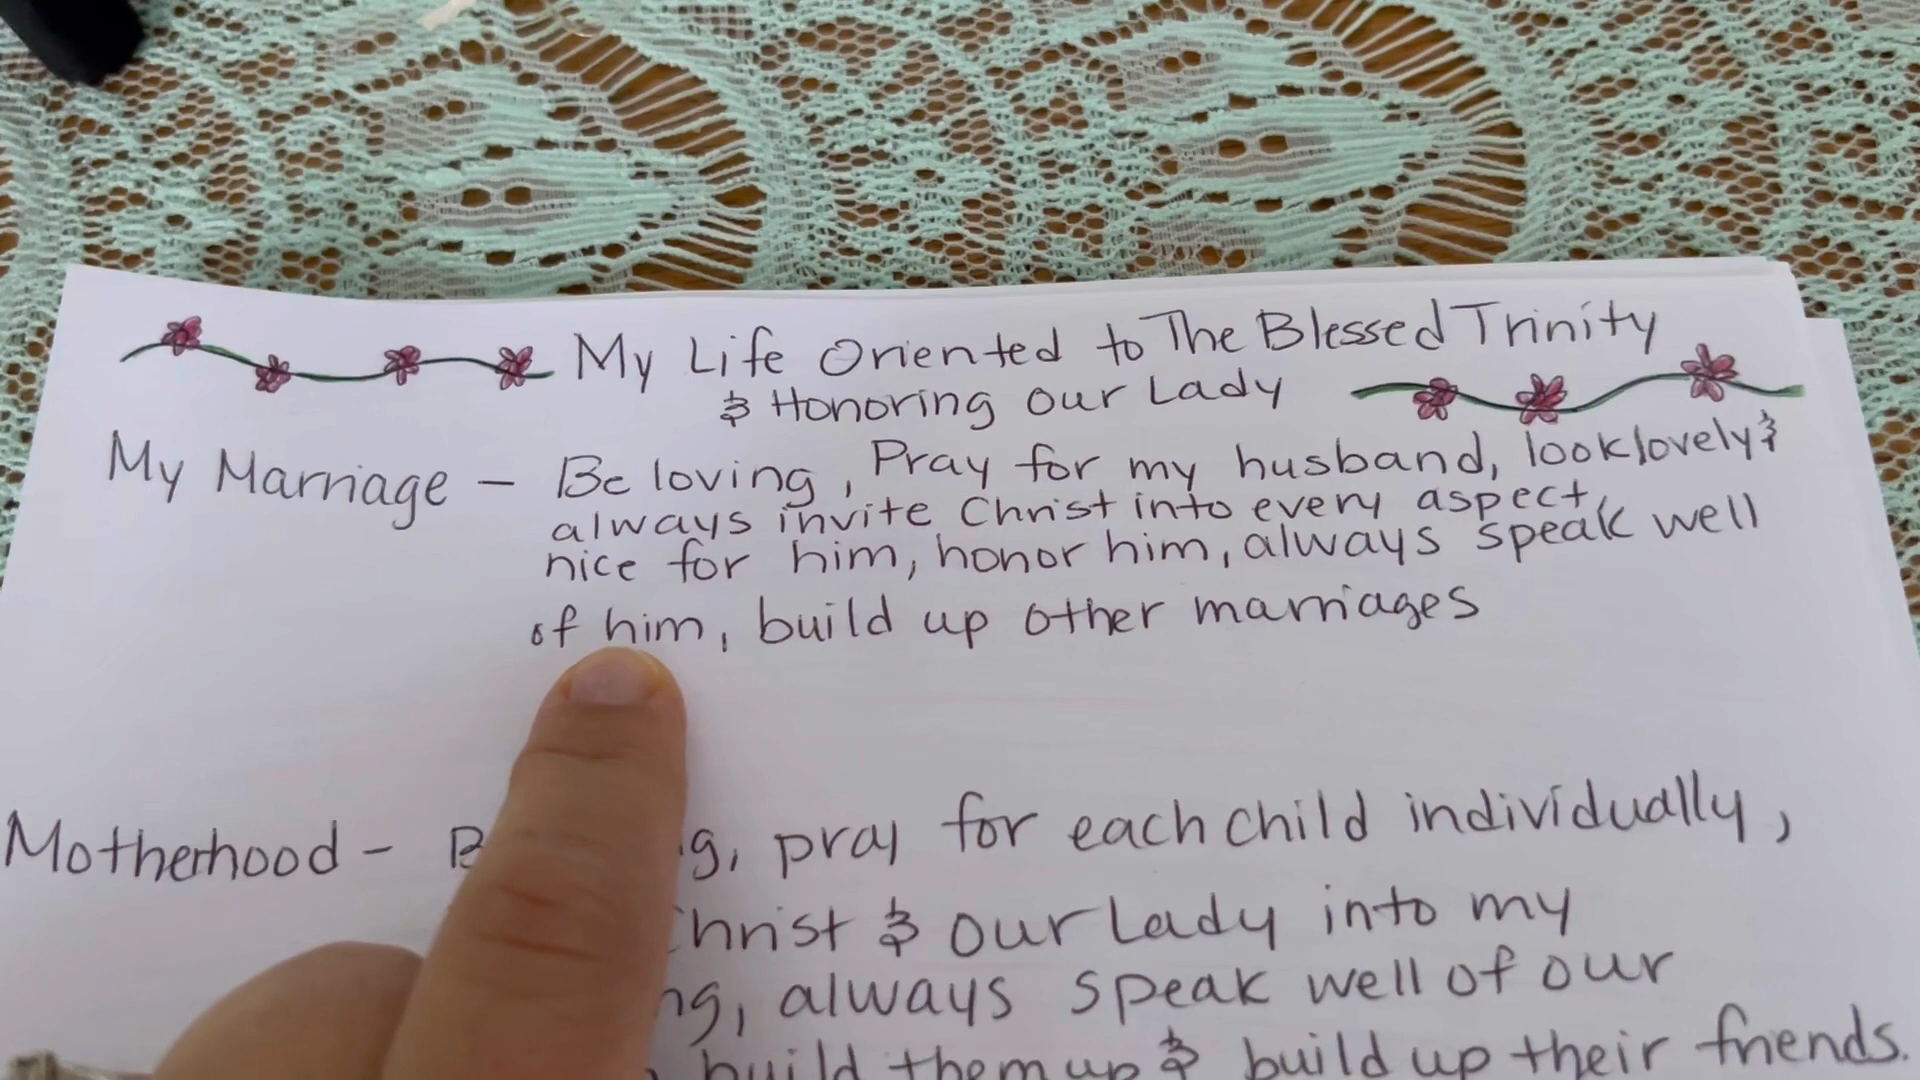 My Life Oriented to The Blessed Trinity
& Honoring Our Lady
My Marriage - Be loving, Pray for my husband, look lovely &
always invite Christ into every aspect,
nice for him, honor him, always speak well
of him, build up other marriages
Motherhood - pray for each child individually,
& our Lady into my
always speak well of our
build them up & build up their friends.